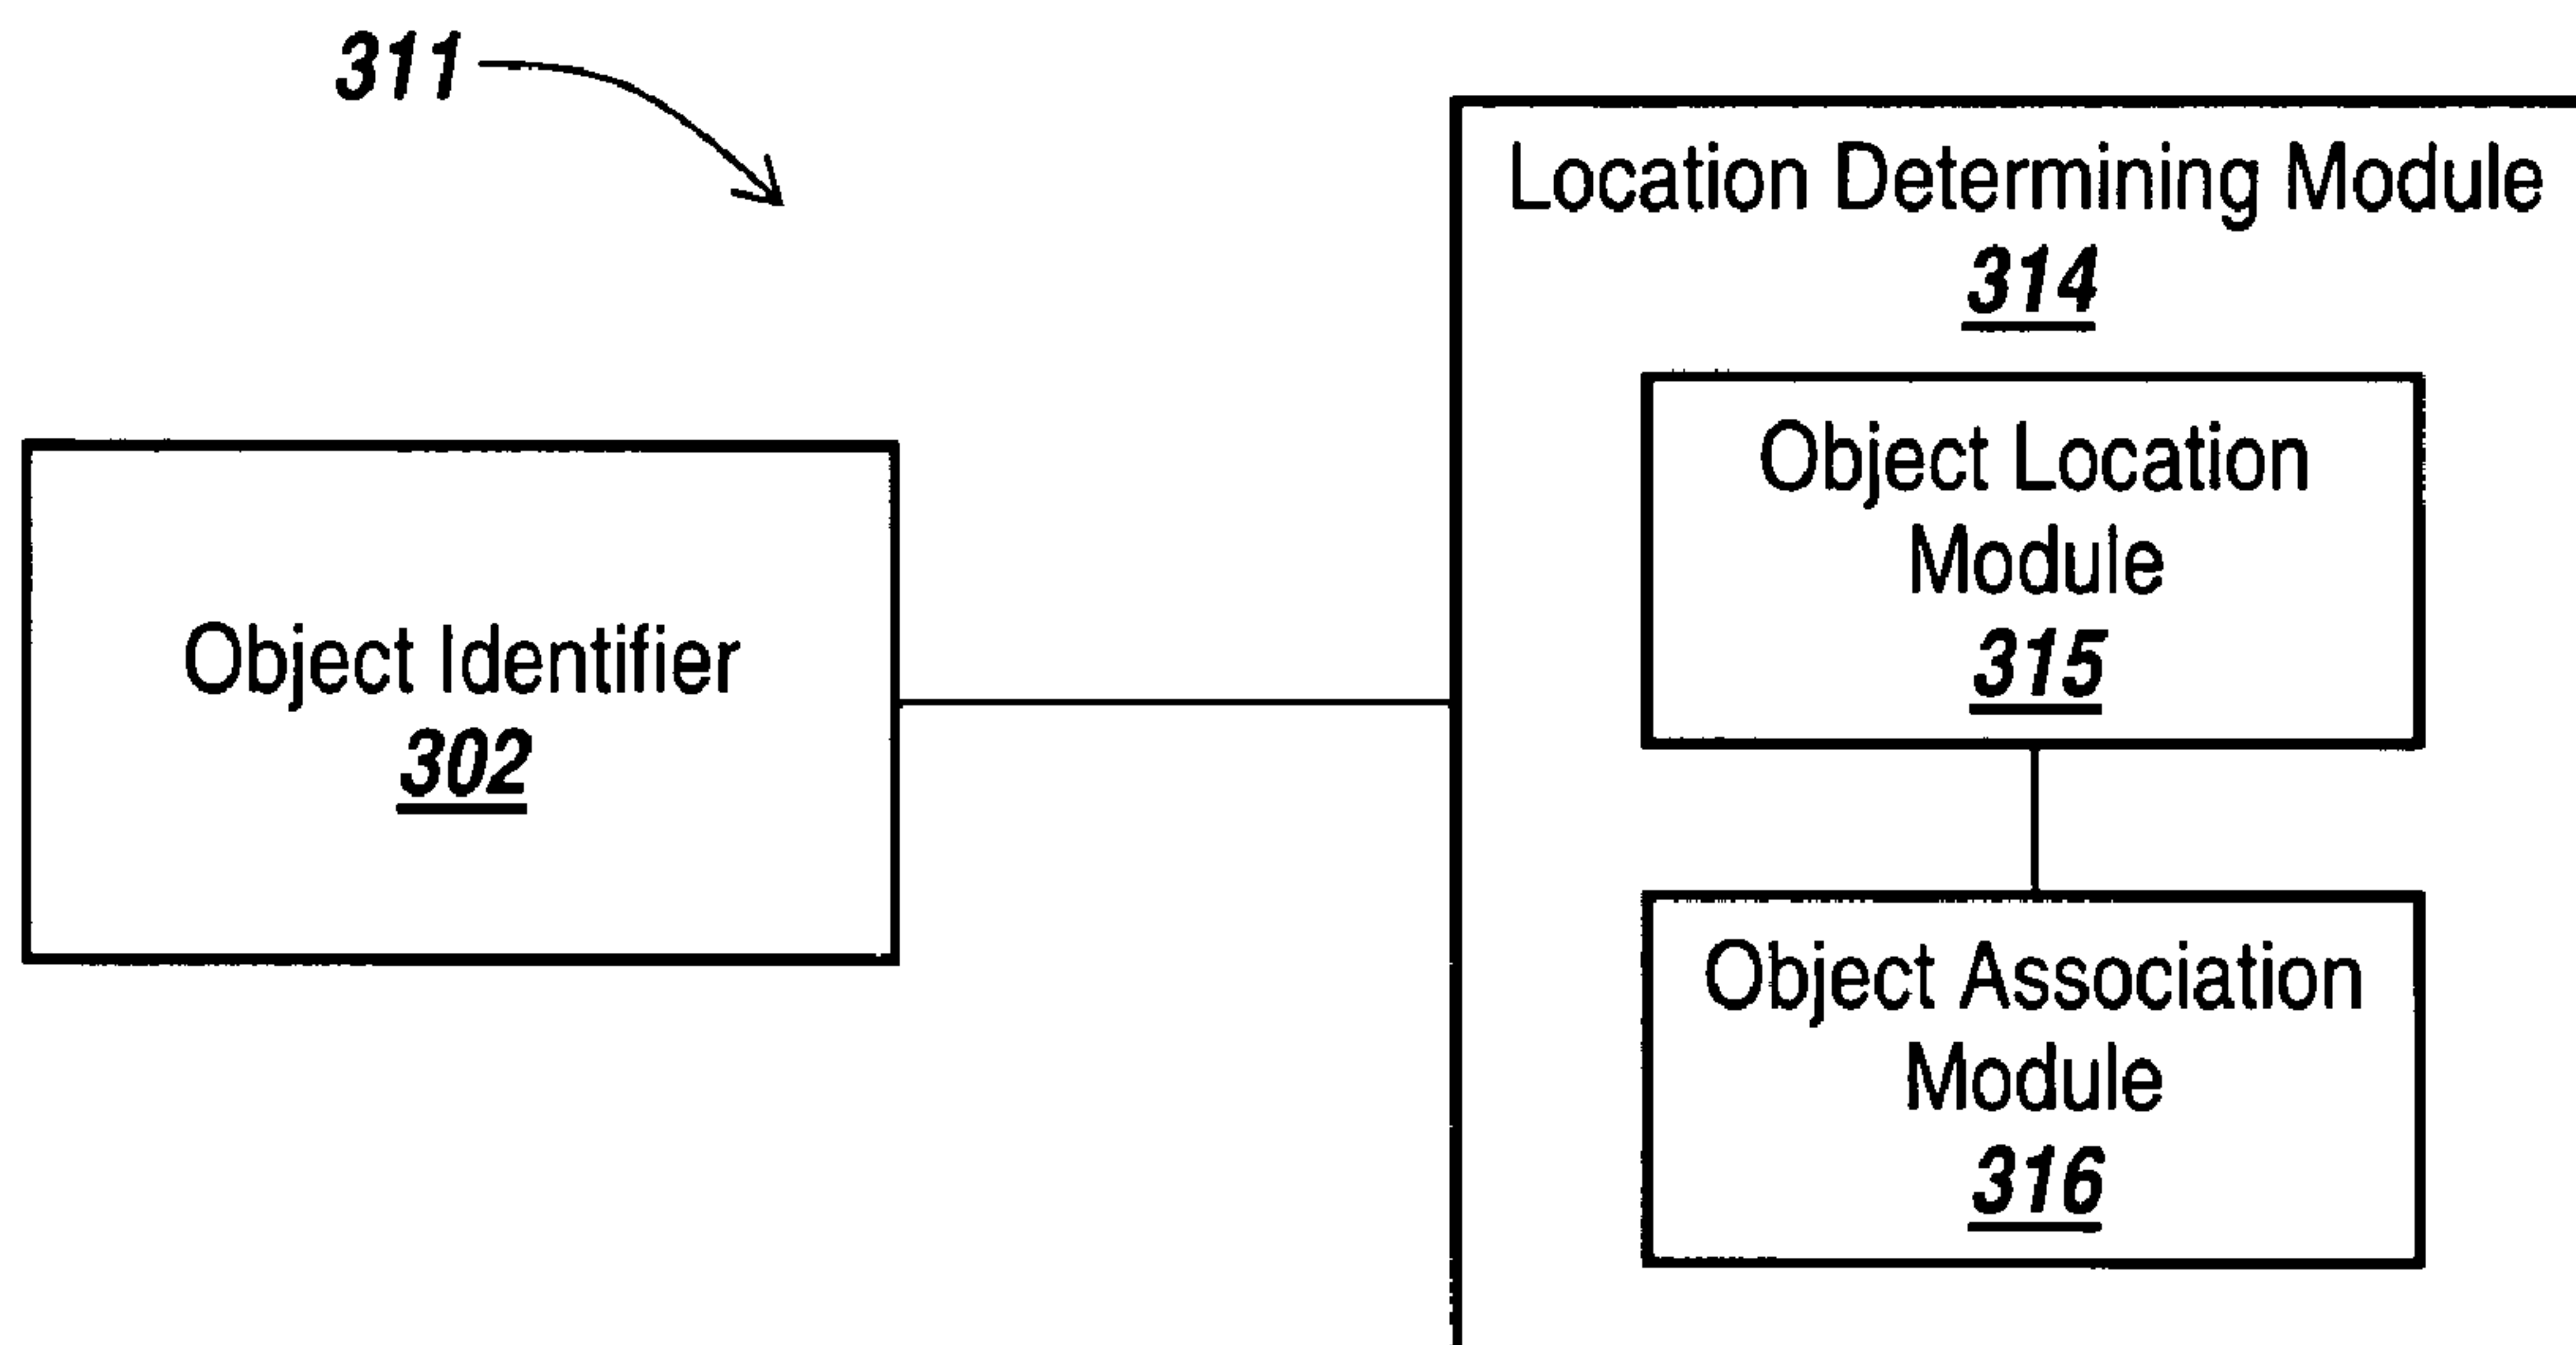 311
Location Determining Module
314
Object Location
Module
315
Object Identifier
302
Object Association
Module
316